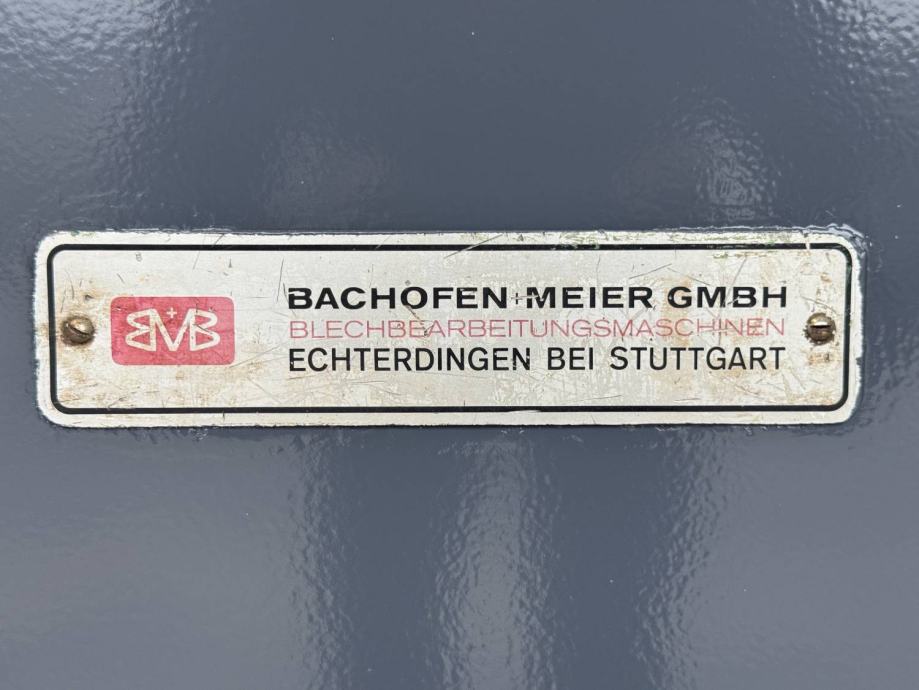 B+MB
BACHOFEN+MEIER GMBH
BLECHBEARBEITUNGSMASCHINEN
ECHTERDINGEN BEI STUTTGART